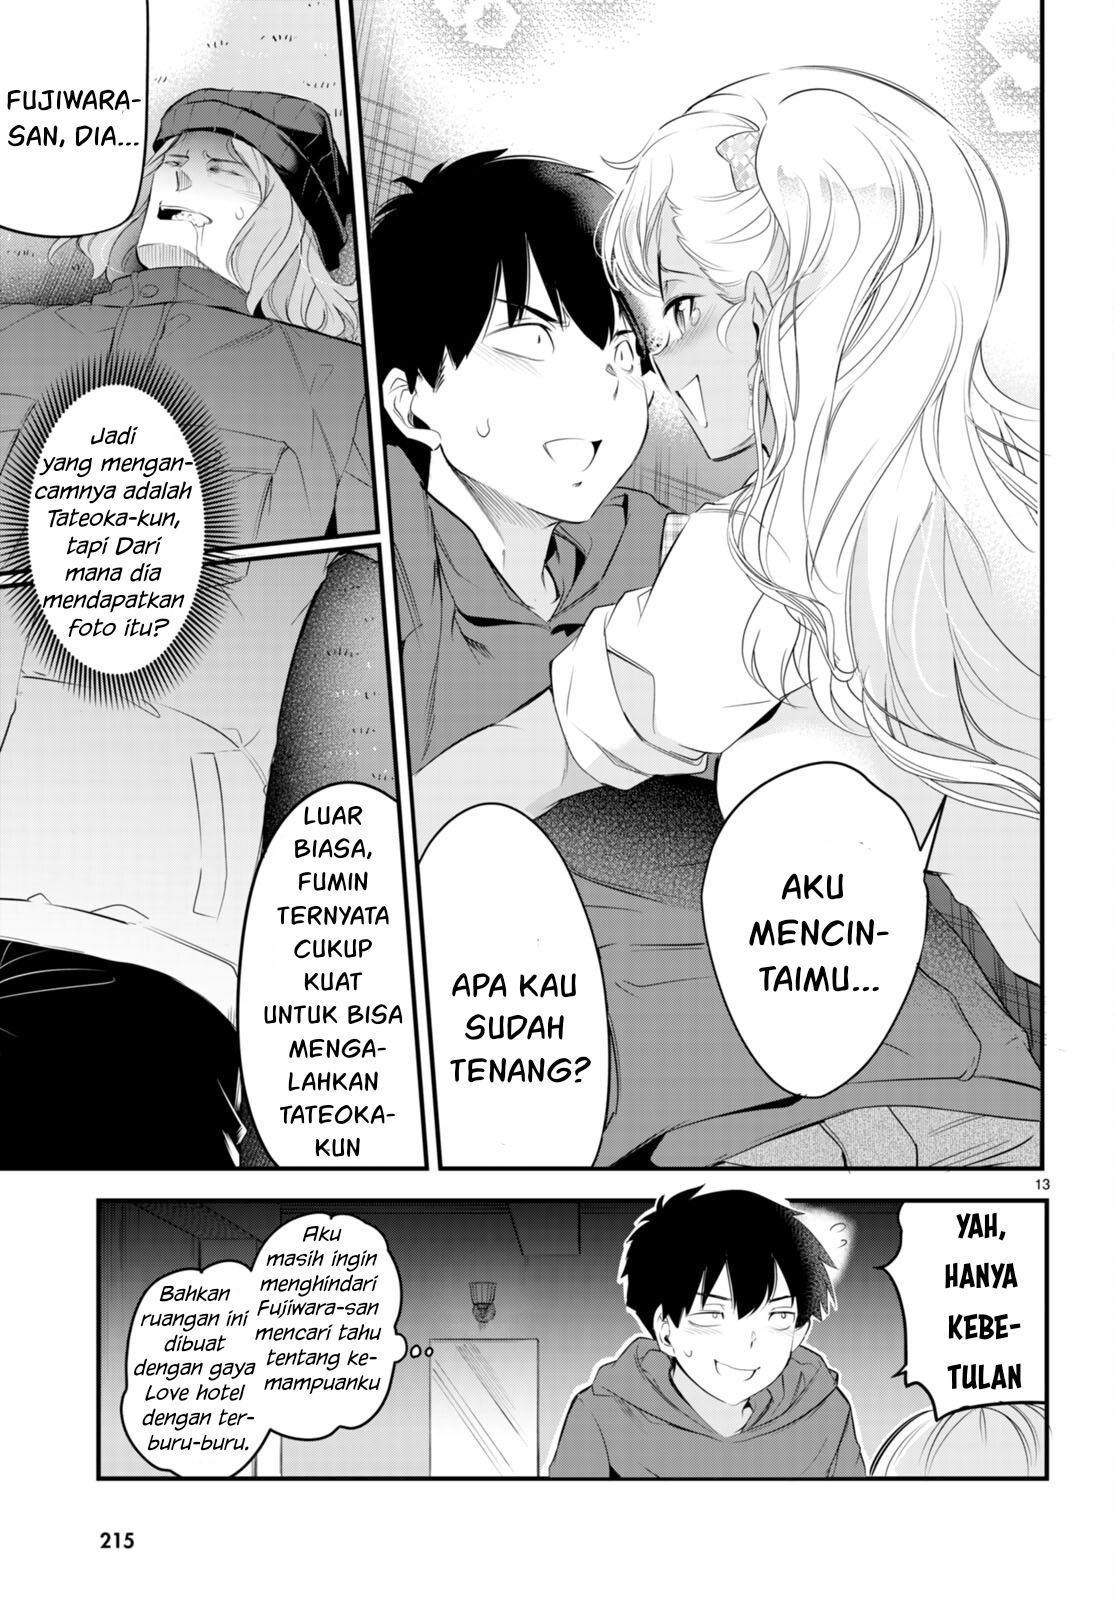 AKU
MENCIN-
TAIMU...
APA KAU
SUDAH
TENANG?
FUJIWARA-
SAN, DIA...
Jadi
yang mengan-
camnya adalah
Tateoka-kun,
tapi Dari
mana dia
mendapatkan
foto itu?
LUAR
BIASA,
FUMIN
TERNYATA
CUKUP
KUAT
UNTUK BISA
MENGA-
LAHKAN
TATEOKA-
KUN
13
YAH,
HANYA
KEBE-
TULAN
Aku
masih ingin
menghindari
Fujiwara-san
mencari tahu
tentang ke-
mampuanku
Bahkan
ruangan ini
dibuat
dengan gaya
Love hotel
dengan ter-
buru-buru.
215